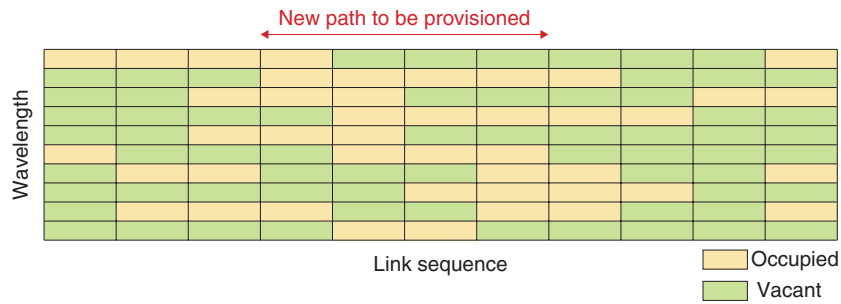 New path to be provisioned
Wavelength
Link sequence
Occupied
Vacant